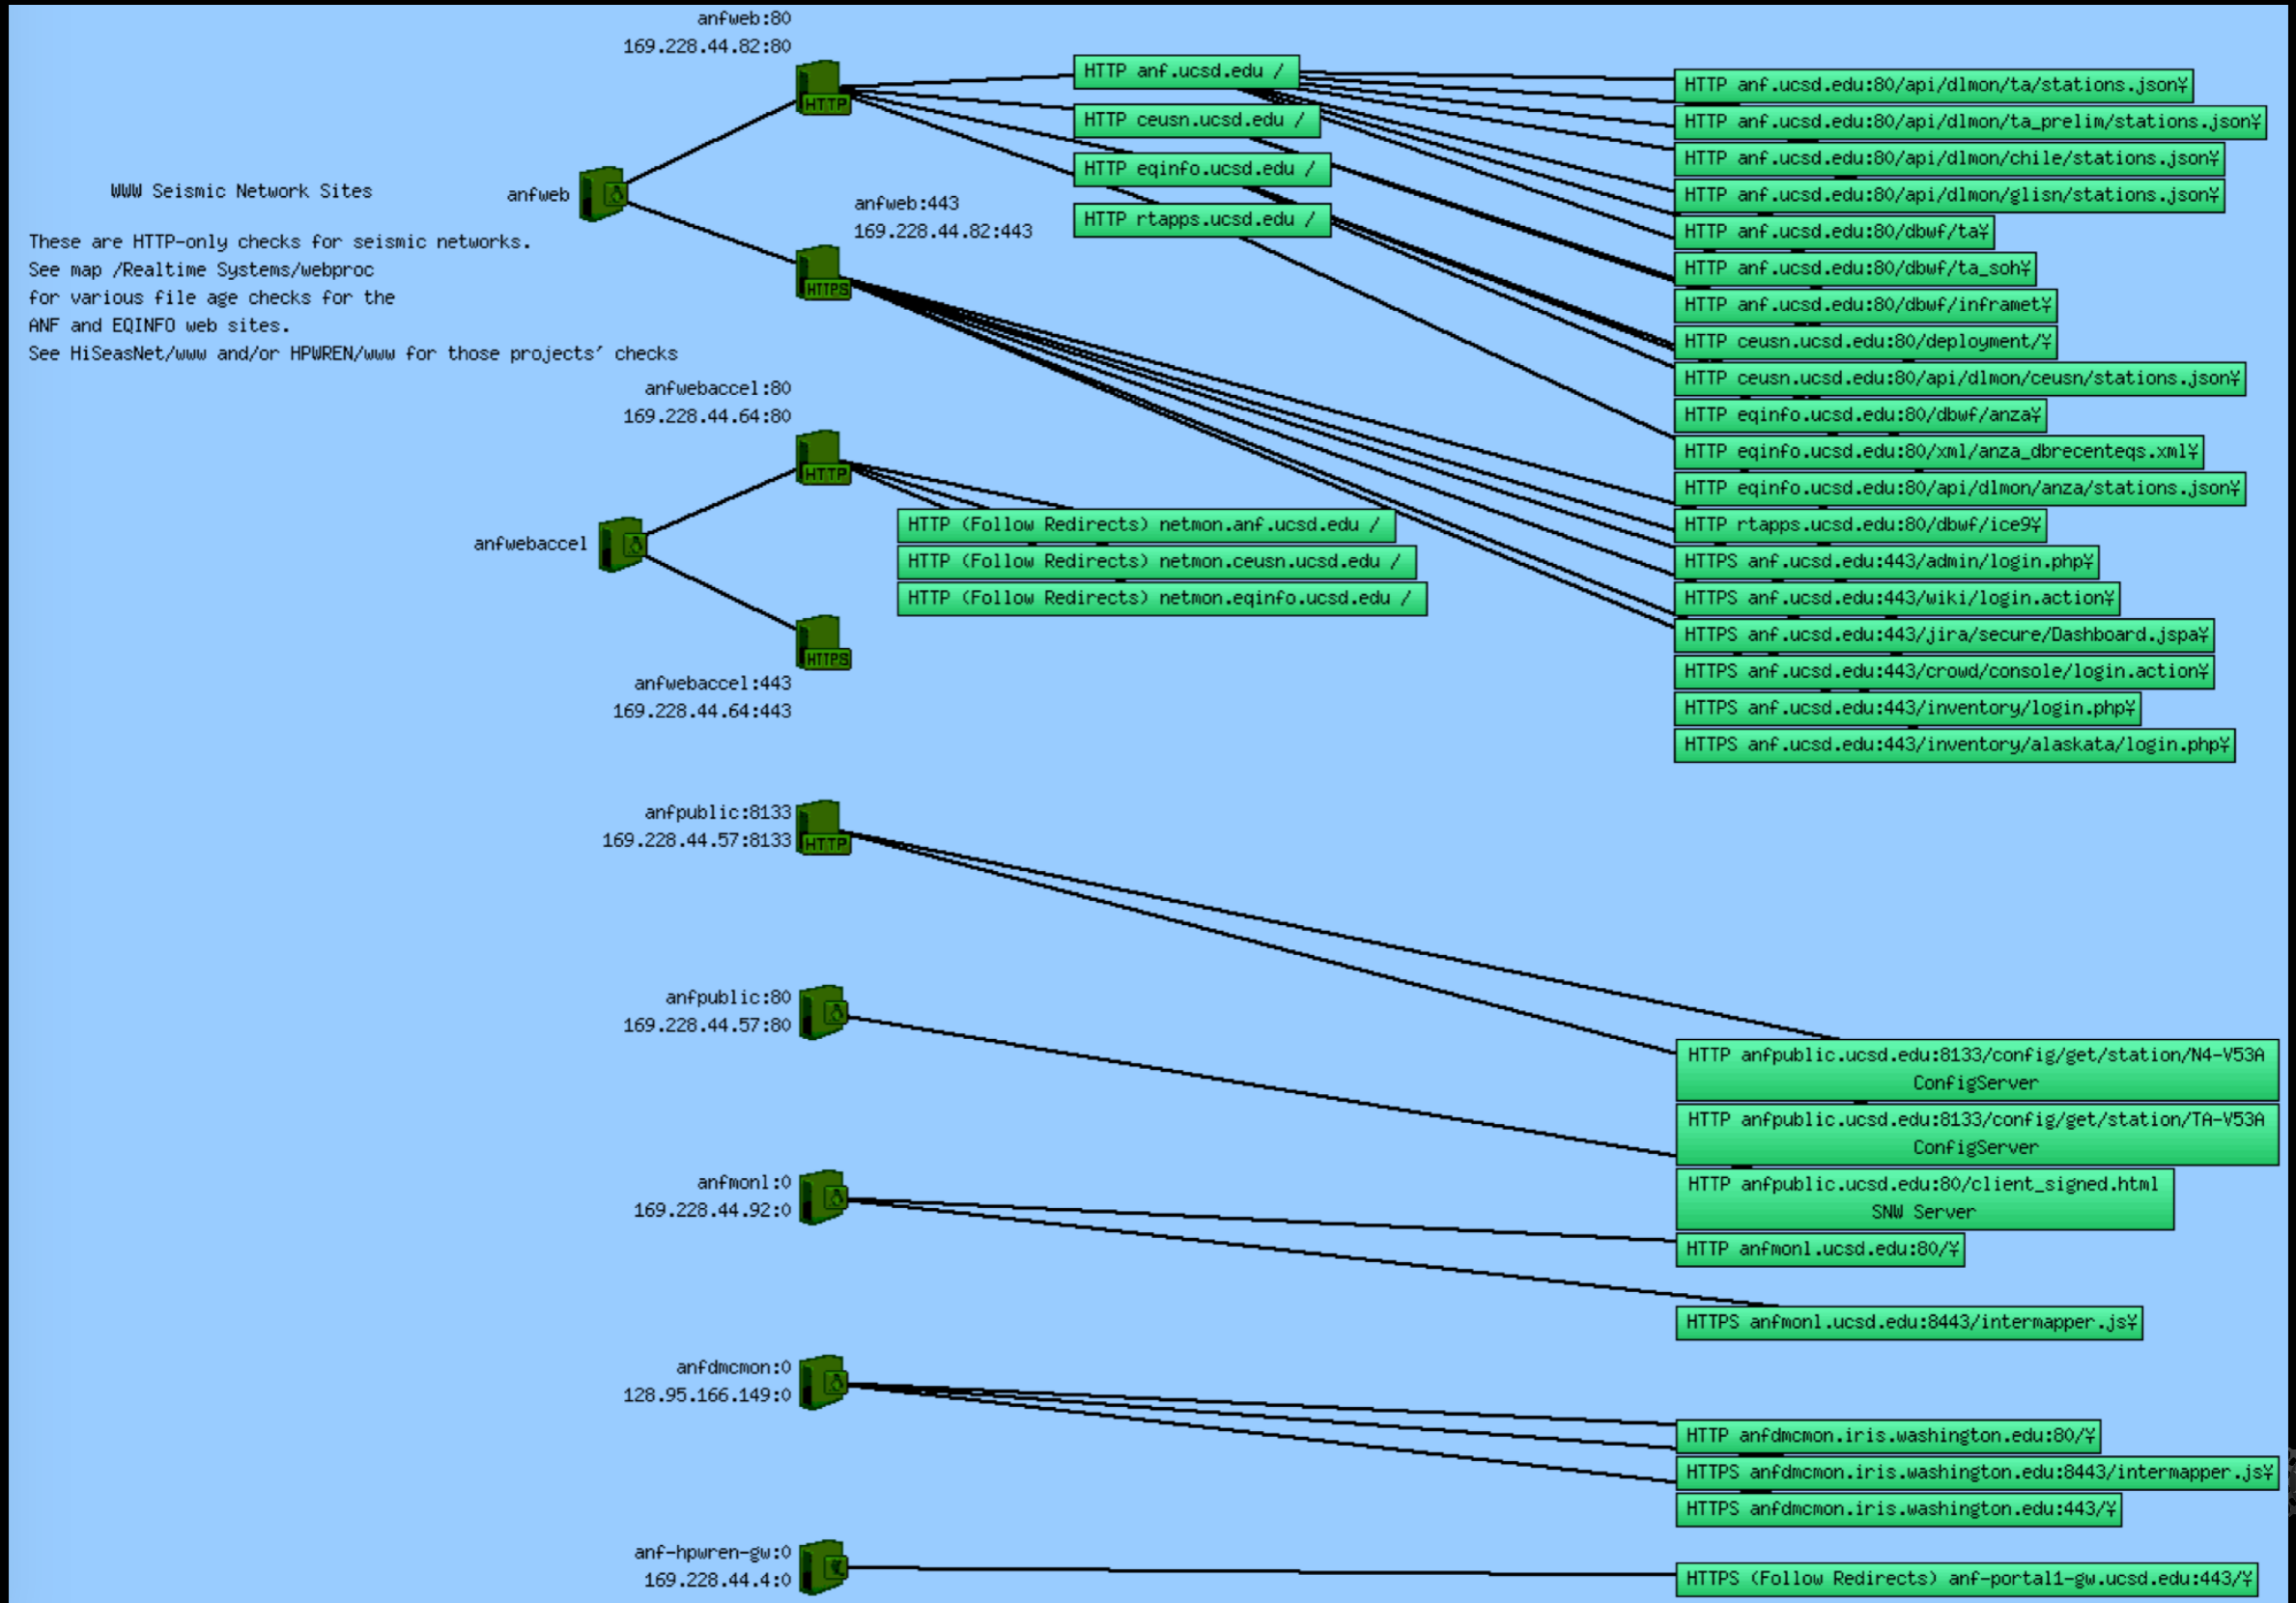 anfweb:80
169.228.44.82:80
HTTP
WWW Seismic Network Sites
anfweb
These are HTTP-only checks for seismic networks.
See map /Realtime Systems/webproc
for various file age checks for the
ANF and EQINFO web sites.
See HiSeasNet/www and/or HPWREN/www for those projects' checks
anfweb:443
169.228.44.82:443
HTTPS
HTTP anf.ucsd.edu /
HTTP ceusn.ucsd.edu /
HTTP eqinfo.ucsd.edu /
HTTP rtapps.ucsd.edu /
HTTP anf.ucsd.edu:80/api/dlmon/ta/stations.json¥
HTTP anf.ucsd.edu:80/api/dlmon/ta_prelim/stations.json¥
HTTP anf.ucsd.edu:80/api/dlmon/chile/stations.json¥
HTTP anf.ucsd.edu:80/api/dlmon/glisn/stations.json¥
HTTP anf.ucsd.edu:80/dbwf/ta¥
HTTP anf.ucsd.edu:80/dbwf/ta_soh¥
HTTP anf.ucsd.edu:80/dbwf/inframet¥
HTTP ceusn.ucsd.edu:80/deployment/¥
HTTP ceusn.ucsd.edu:80/api/dlmon/ceusn/stations.json¥
HTTP eqinfo.ucsd.edu:80/dbwf/anza¥
HTTP eqinfo.ucsd.edu:80/xml/anza_dbrecenteqs.xml¥
HTTP eqinfo.ucsd.edu:80/api/dlmon/anza/stations.json¥
HTTP rtapps.ucsd.edu:80/dbwf/ice9¥
HTTPS anf.ucsd.edu:443/admin/login.php¥
HTTPS anf.ucsd.edu:443/wiki/login.action¥
HTTPS anf.ucsd.edu:443/jira/secure/Dashboard.jspa¥
HTTPS anf.ucsd.edu:443/crowd/console/login.action¥
HTTPS anf.ucsd.edu:443/inventory/login.php¥
HTTPS anf.ucsd.edu:443/inventory/alaskata/login.php¥
anfwebaccel:80
169.228.44.64:80
HTTP
anfwebaccel
HTTP (Follow Redirects) netmon.anf.ucsd.edu /
HTTP (Follow Redirects) netmon.ceusn.ucsd.edu /
HTTP (Follow Redirects) netmon.eqinfo.ucsd.edu /
HTTPS
anfwebaccel:443
169.228.44.64:443
anfpublic:8133
169.228.44.57:8133
HTTP
anfpublic:80
169.228.44.57:80
HTTP anfpublic.ucsd.edu:8133/config/get/station/N4-V53A
ConfigServer
HTTP anfpublic.ucsd.edu:8133/config/get/station/TA-V53A
ConfigServer
HTTP anfpublic.ucsd.edu:80/client_signed.html
SNW Server
anfmonl:0
169.228.44.92:0
HTTP anfmonl.ucsd.edu:80/¥
HTTPS anfmonl.ucsd.edu:8443/intermapper.js¥
anfdmcmon:0
128.95.166.149:0
HTTP anfdmcmon.iris.washington.edu:80/¥
HTTPS anfdmcmon.iris.washington.edu:8443/intermapper.js¥
HTTPS anfdmcmon.iris.washington.edu:443/¥
anf-hpwren-gw:0
169.228.44.4:0
HTTPS (Follow Redirects) anf-portal1-gw.ucsd.edu:443/¥